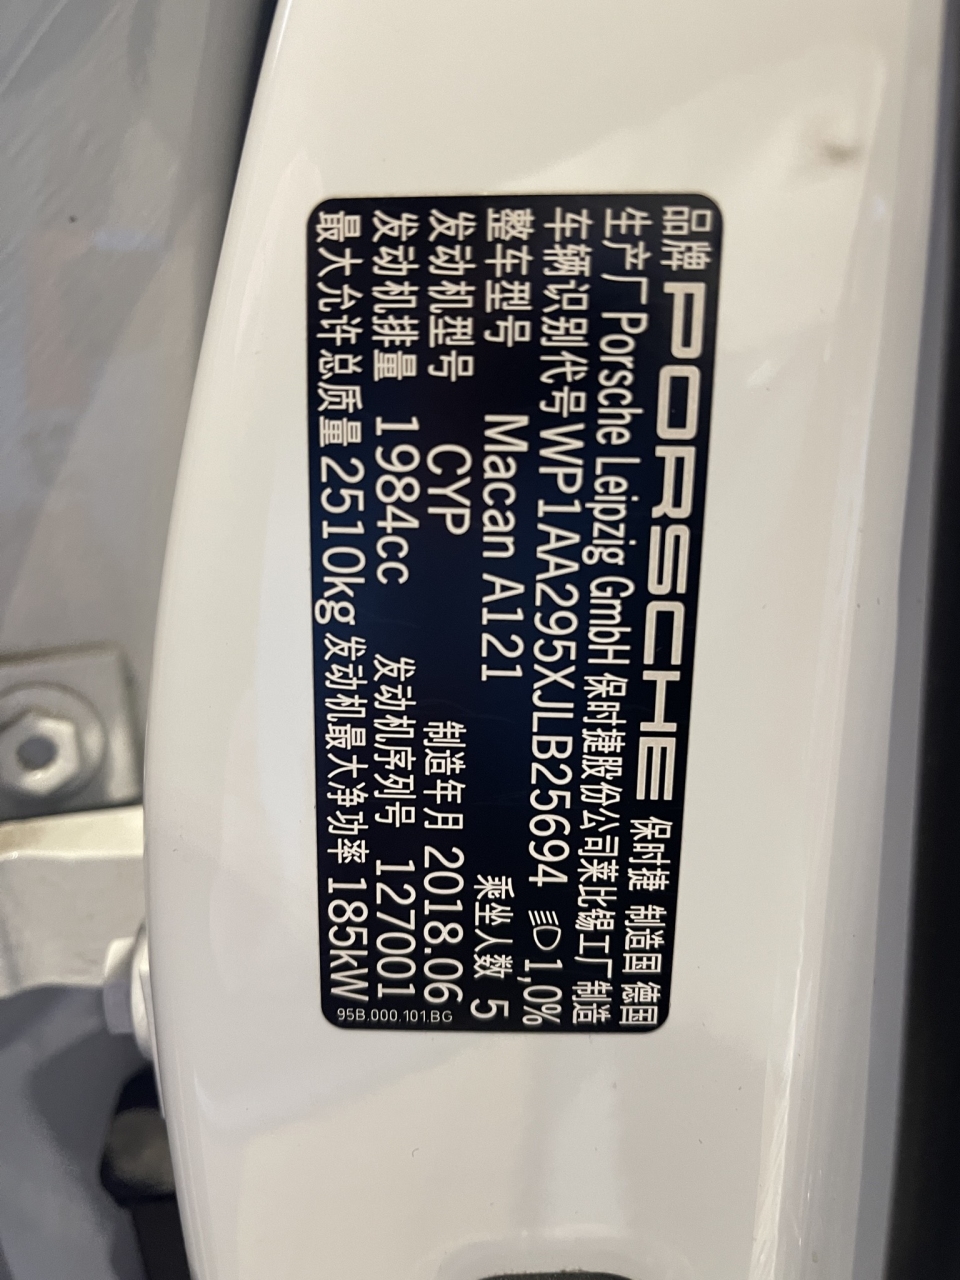 品牌 PORSCHE 保时捷 制造国 德国
生产厂 Porsche Leipzig GmbH 保时捷股份公司莱比锡工厂制造
车辆识别代号 WP1AA295XJLB25694 1,0%
整车型号 Macan A121 乘坐人数 5
发动机型号 CYP 制造年月 2018.06
发动机排量 1984cc 发动机序列号 127001
最大允许总质量 2510kg 发动机最大净功率 185kW
95B.000.101.BG